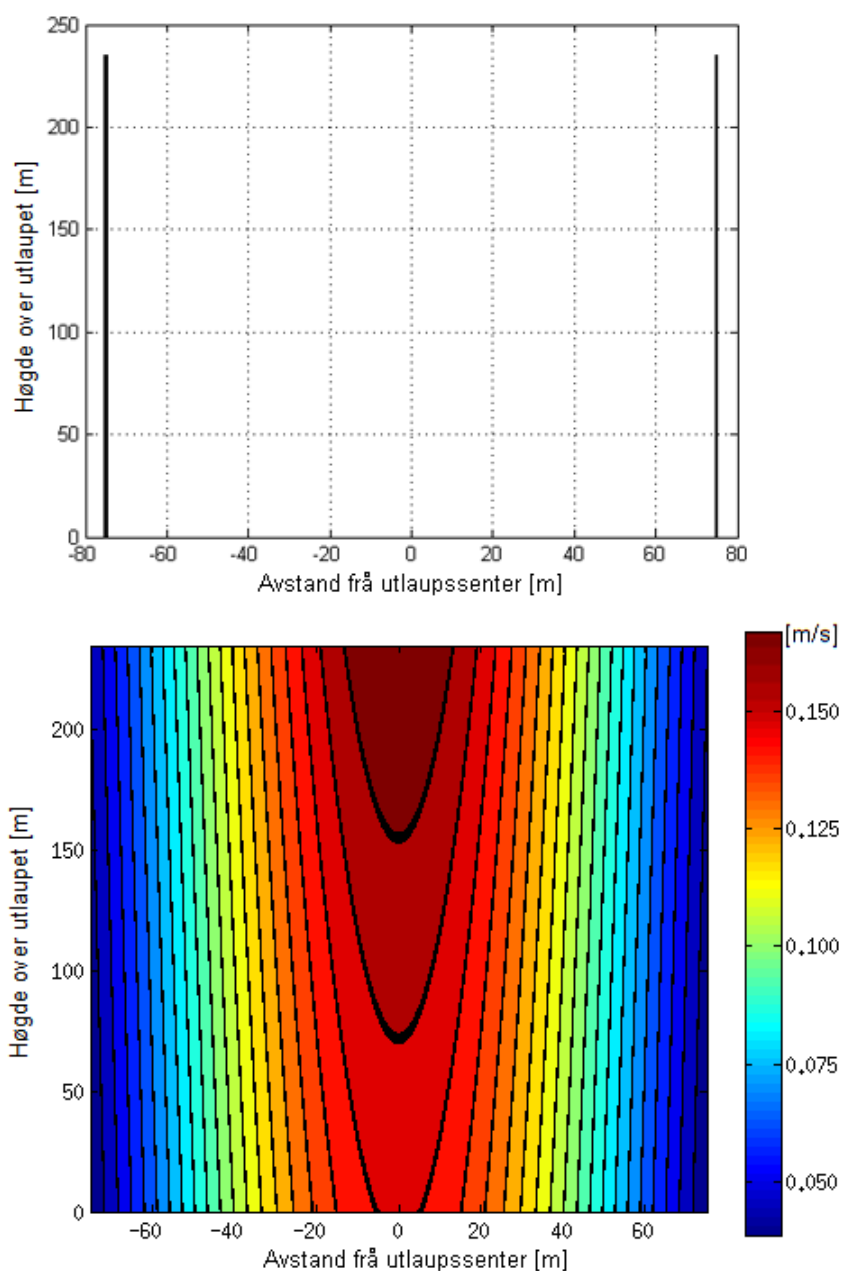 250
200
150
100
50
0
Høgde over utlaupet [m]
-80 -60 -40 -20 0 20 40 60 80
Avstand frå utlaupssenter [m]
[m/s]
0.150
0.125
0.100
0.075
0.050
200
150
100
50
0
Høgde over utlaupet [m]
−60 −40 −20 0 20 40 60
Avstand frå utlaupssenter [m]